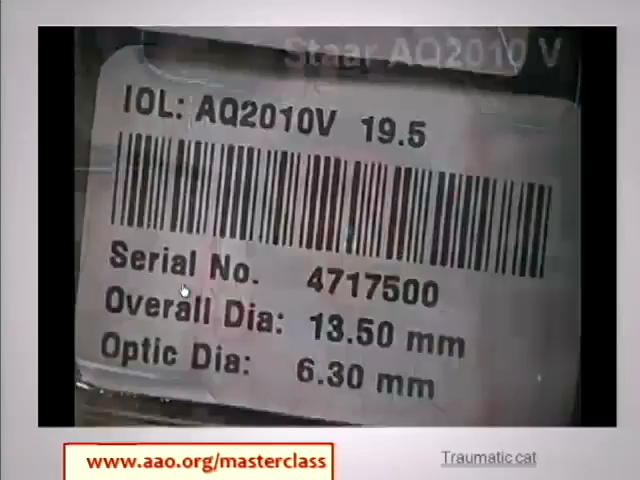 Staar AQ2010 V
IOL: AQ2010V 19.5
Serial No. 4717500
Overall Dia: 13.50 mm
Optic Dia: 6.30 mm
www.aao.org/masterclass
Traumatic cat